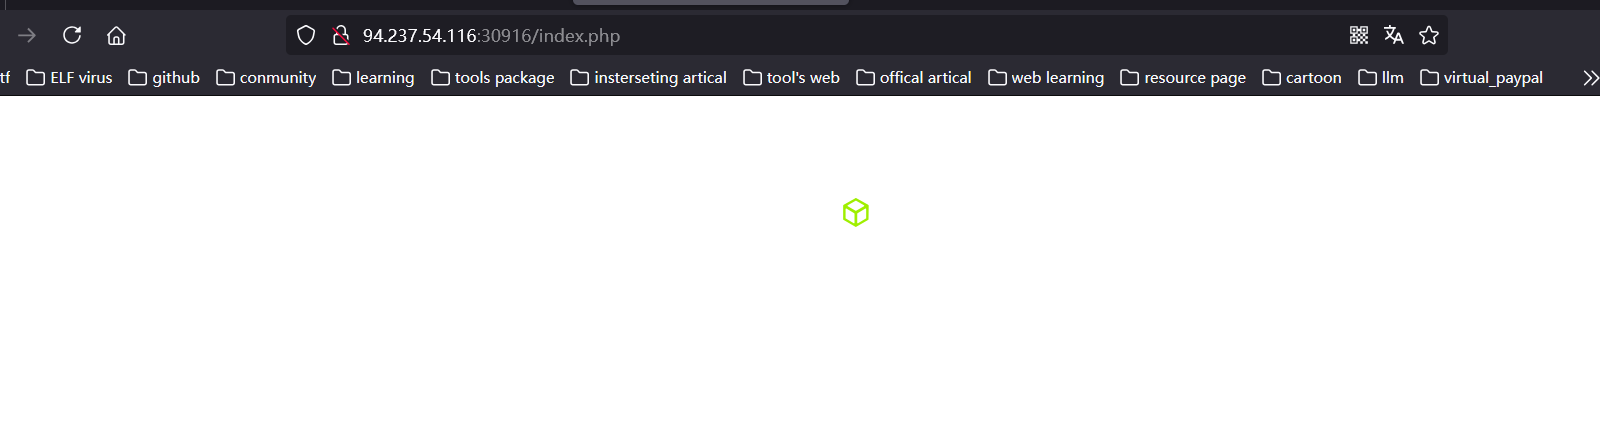 94.237.54.116:30916/index.php
tf ELF virus github conmunity learning tools package insterseting artical tool's web offical artical web learning resource page cartoon llm virtual_paypal